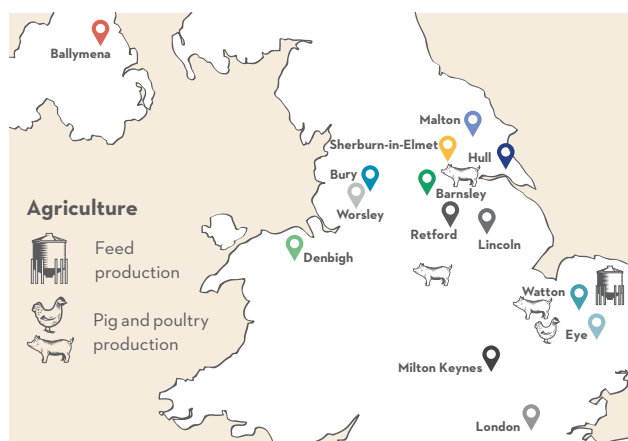 Ballymena
Malton
Sherburn-in-Elmet
Hull
Bury
Barnsley
Worsley
Agriculture
Retford
Lincoln
Feed
production
Denbigh
Watton
Pig and poultry
production
Eye
Milton Keynes
London